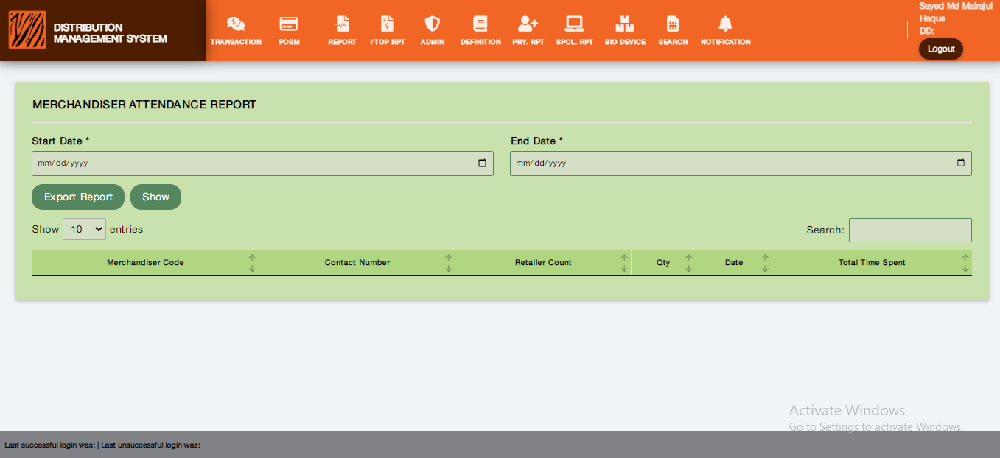 DISTRIBUTION
MANAGEMENT SYSTEM
TRANSACTION POSM REPORT I'TOP RPT ADMIN DEFINITION PHY. RPT SPCL. RPT BIO DEVICE SEARCH NOTIFICATION
Sayed Md Mairajul
Haque
DD:
Logout
MERCHANDISER ATTENDANCE REPORT
Start Date * End Date *
mm/dd/yyyy mm/dd/yyyy
Export Report Show
Show 10 entries Search:
Merchandiser Code Contact Number Retailer Count Qty Date Total Time Spent
Activate Windows
Go to Settings to activate Windows.
Last successful login was: | Last unsuccessful login was: